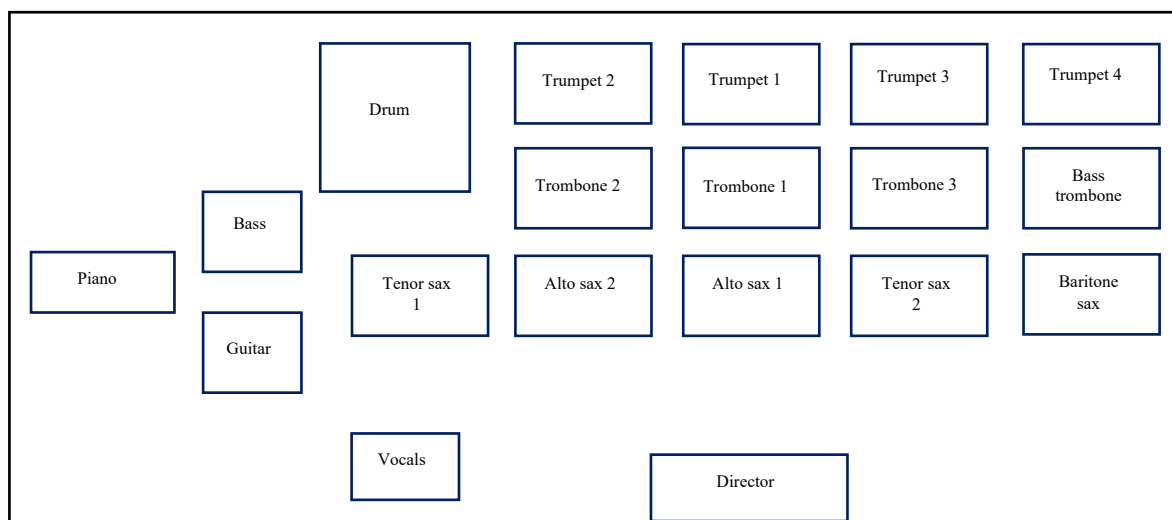 Drum
Trumpet 2
Trumpet 1
Trumpet 3
Trumpet 4
Trombone 2
Trombone 1
Trombone 3
Bass
trombone
Bass
Piano
Guitar
Tenor sax
1
Alto sax 2
Alto sax 1
Tenor sax
2
Baritone
sax
Vocals
Director